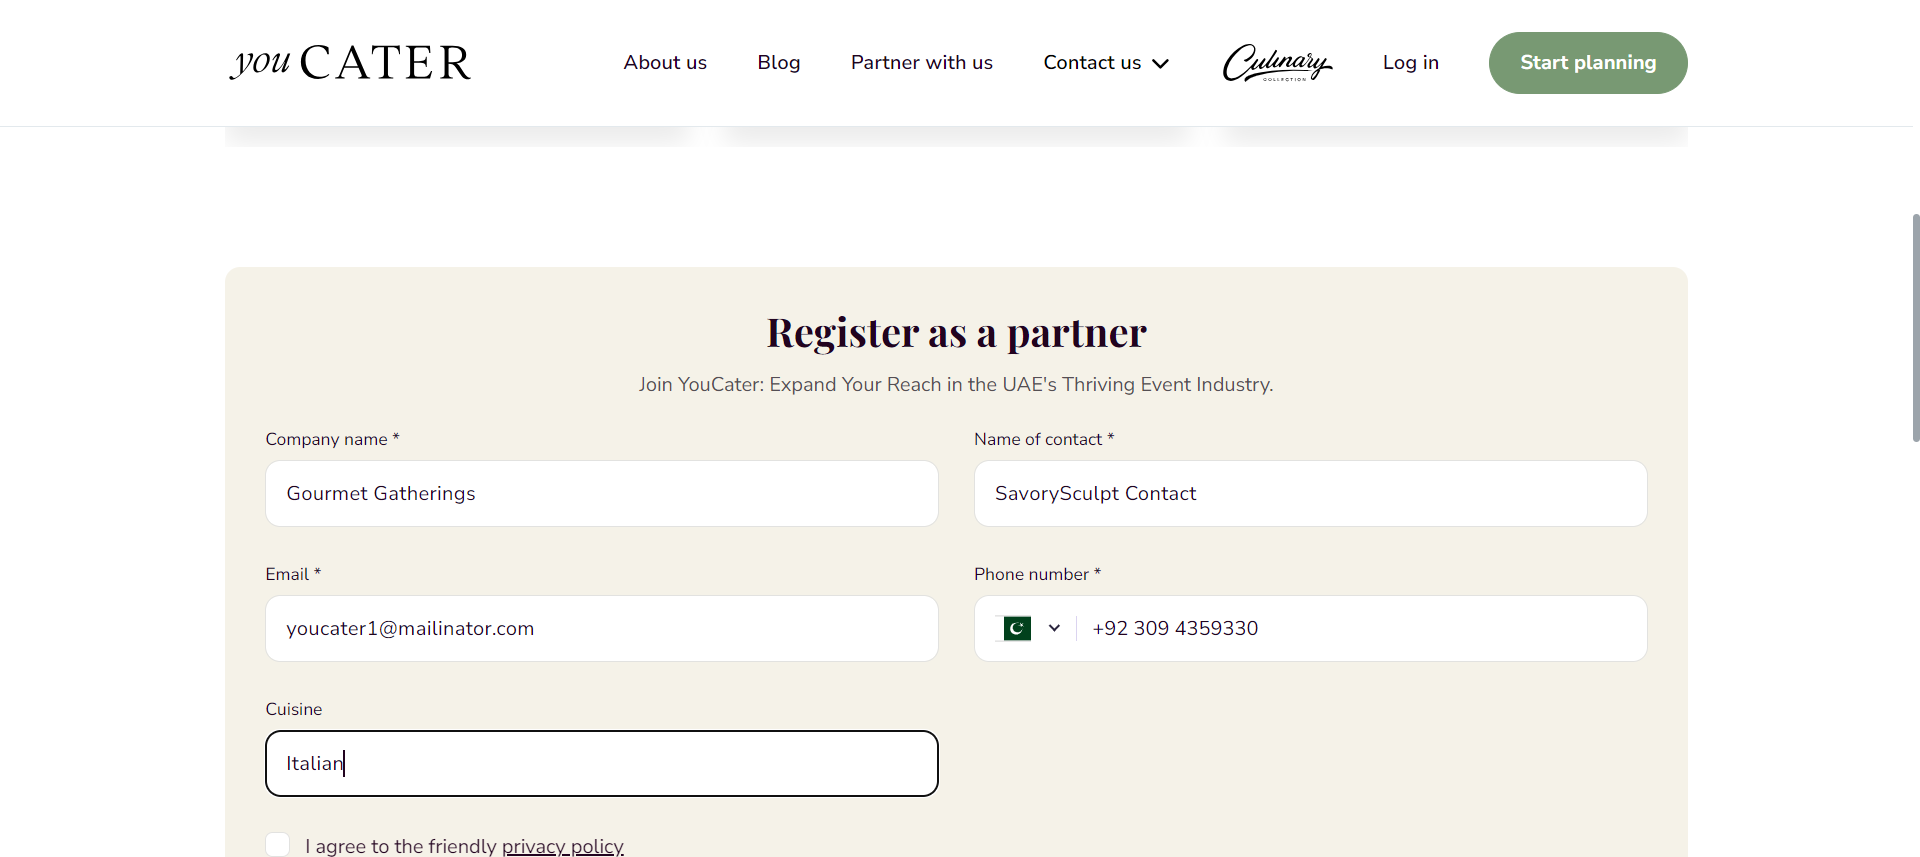 you CATER
About us
Blog
Partner with us
Contact us
Culinary
COLLECTION
Log in
Start planning
Register as a partner
Join YouCater: Expand Your Reach in the UAE's Thriving Event Industry.
Company name *
Name of contact *
Gourmet Gatherings
SavorySculpt Contact
Email *
Phone number *
youcater1@mailinator.com
+92 309 4359330
Cuisine
Italian
I agree to the friendly privacy policy